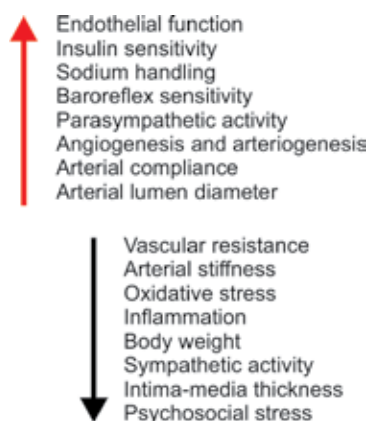 Endothelial function
Insulin sensitivity
Sodium handling
Baroreflex sensitivity
Parasympathetic activity
Angiogenesis and arteriogenesis
Arterial compliance
Arterial lumen diameter
Vascular resistance
Arterial stiffness
Oxidative stress
Inflammation
Body weight
Sympathetic activity
Intima-media thickness
Psychosocial stress